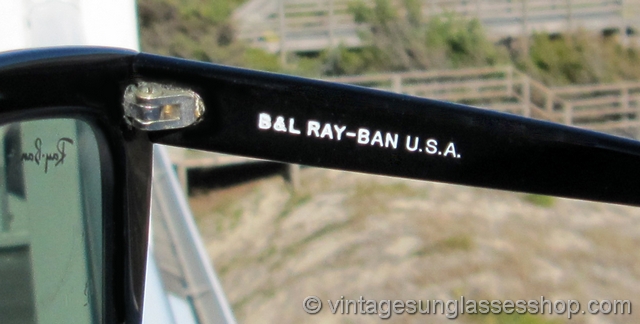 B&L RAY-BAN U.S.A.
Ray-Ban
© vintagesunglassesshop.com